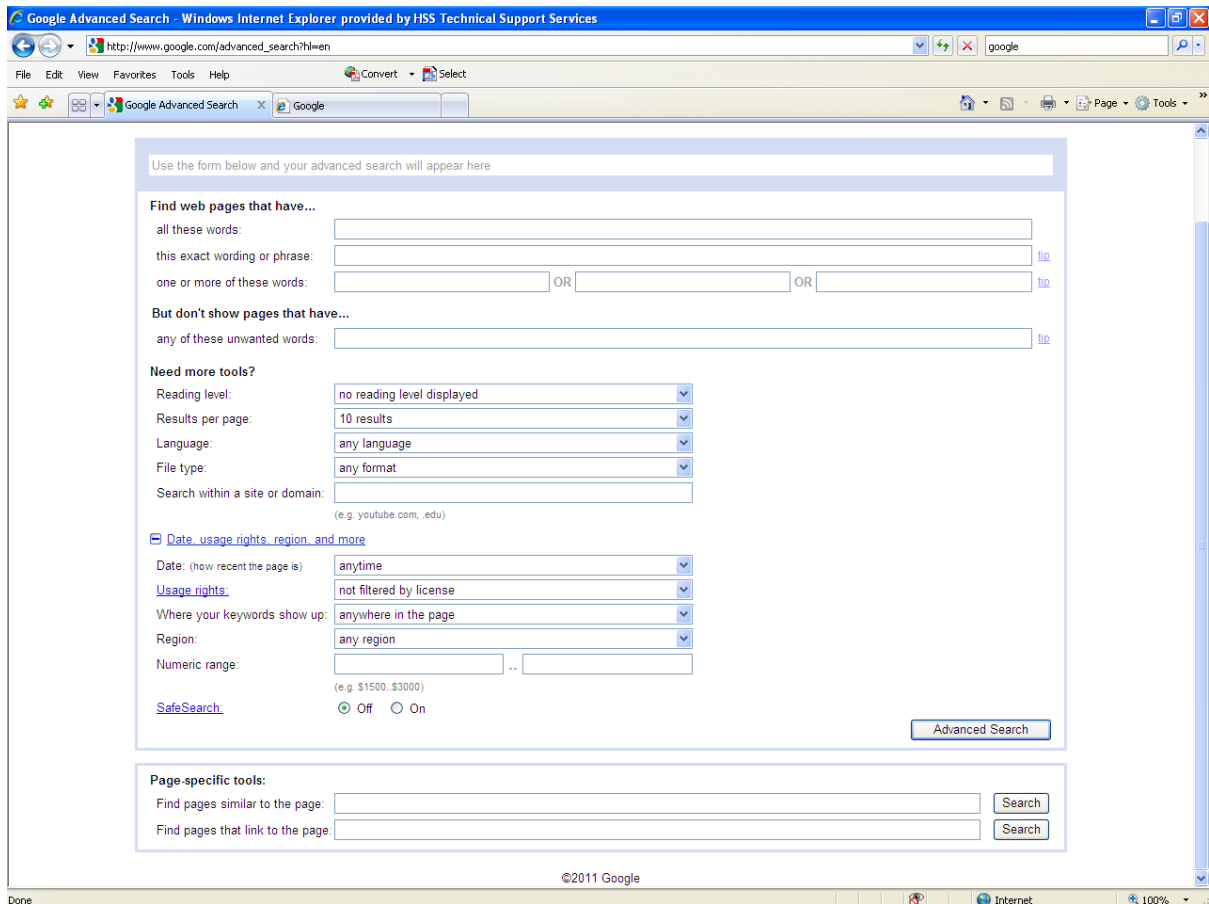 Google Advanced Search - Windows Internet Explorer provided by HSS Technical Support Services
http://www.google.com/advanced_search?hl=en google
File Edit View Favorites Tools Help Convert Select
Google Advanced Search X Google Page Tools »
Use the form below and your advanced search will appear here
Find web pages that have...
all these words:
this exact wording or phrase: tip
one or more of these words: OR OR tip
But don't show pages that have...
any of these unwanted words: tip
Need more tools?
Reading level: no reading level displayed
Results per page: 10 results
Language: any language
File type: any format
Search within a site or domain:
(e.g. youtube.com, .edu)
Date, usage rights, region, and more
Date: (how recent the page is) anytime
Usage rights: not filtered by license
Where your keywords show up: anywhere in the page
Region: any region
Numeric range: ..
(e.g. $1500..$3000)
SafeSearch: Off On
Advanced Search
Page-specific tools:
Find pages similar to the page: Search
Find pages that link to the page: Search
©2011 Google
Done Internet 100%